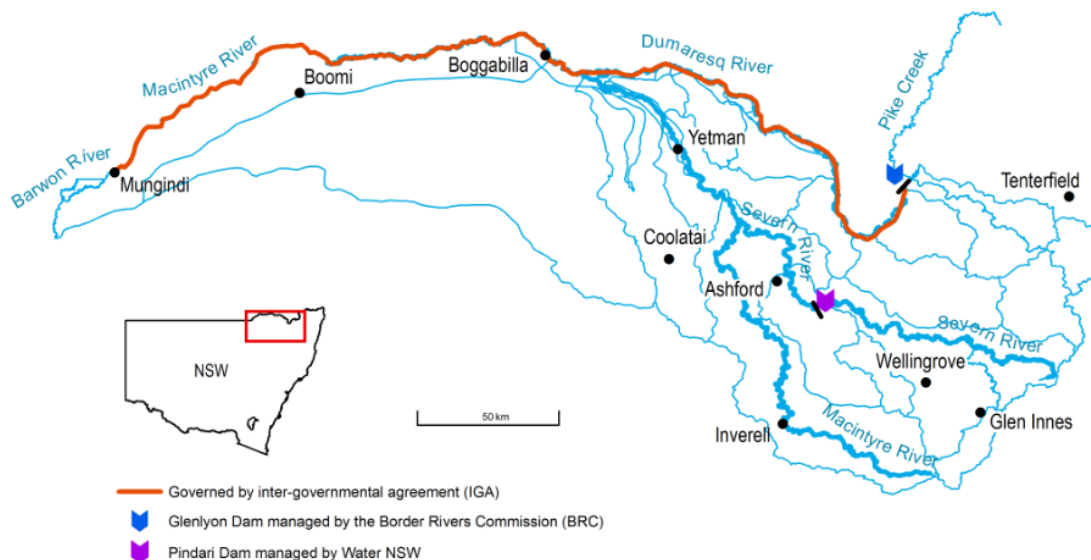 Macintyre River
Boomi
Boggabilla
Dumaresq River
Pike Creek
Yetman
Barwon River
Mungindi
Tenterfield
Severn River
Coolatai
Ashford
Severn River
Wellingrove
NSW
50 km
Inverell
Macintyre River
Glen Innes
Governed by inter-governmental agreement (IGA)
Glenlyon Dam managed by the Border Rivers Commission (BRC)
Pindari Dam managed by Water NSW